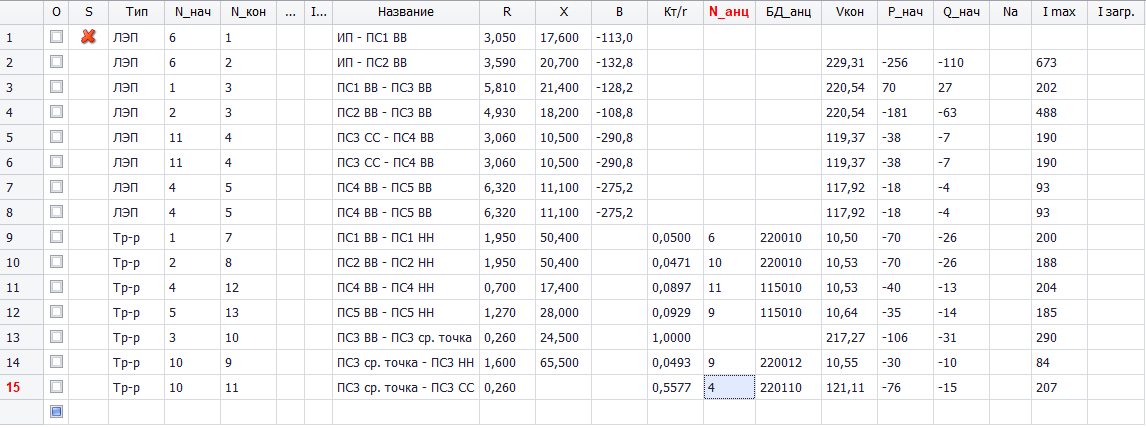 O S Тип N_нач N_кон ... I... Название R X B Кт/r N_анц БД_анц Vкон P_нач Q_нач Na I max I загр.
1 ЛЭП 6 1 ИП - ПС1 ВВ 3,050 17,600 -113,0
2 ЛЭП 6 2 ИП - ПС2 ВВ 3,590 20,700 -132,8 229,31 -256 -110 673
3 ЛЭП 1 3 ПС1 ВВ - ПС3 ВВ 5,810 21,400 -128,2 220,54 70 27 202
4 ЛЭП 2 3 ПС2 ВВ - ПС3 ВВ 4,930 18,200 -108,8 220,54 -181 -63 488
5 ЛЭП 11 4 ПС3 СС - ПС4 ВВ 3,060 10,500 -290,8 119,37 -38 -7 190
6 ЛЭП 11 4 ПС3 СС - ПС4 ВВ 3,060 10,500 -290,8 119,37 -38 -7 190
7 ЛЭП 4 5 ПС4 ВВ - ПС5 ВВ 6,320 11,100 -275,2 117,92 -18 -4 93
8 ЛЭП 4 5 ПС4 ВВ - ПС5 ВВ 6,320 11,100 -275,2 117,92 -18 -4 93
9 Тр-р 1 7 ПС1 ВВ - ПС1 НН 1,950 50,400 0,0500 6 220010 10,50 -70 -26 200
10 Тр-р 2 8 ПС2 ВВ - ПС2 НН 1,950 50,400 0,0471 10 220010 10,53 -70 -26 188
11 Тр-р 4 12 ПС4 ВВ - ПС4 НН 0,700 17,400 0,0897 11 115010 10,53 -40 -13 204
12 Тр-р 5 13 ПС5 ВВ - ПС5 НН 1,270 28,000 0,0929 9 115010 10,64 -35 -14 185
13 Тр-р 3 10 ПС3 ВВ - ПС3 ср. точка 0,260 24,500 1,0000 217,27 -106 -31 290
14 Тр-р 10 9 ПС3 ср. точка - ПС3 НН 1,600 65,500 0,0493 9 220012 10,55 -30 -10 84
15 Тр-р 10 11 ПС3 ср. точка - ПС3 СС 0,260 0,5577 4 220110 121,11 -76 -15 207